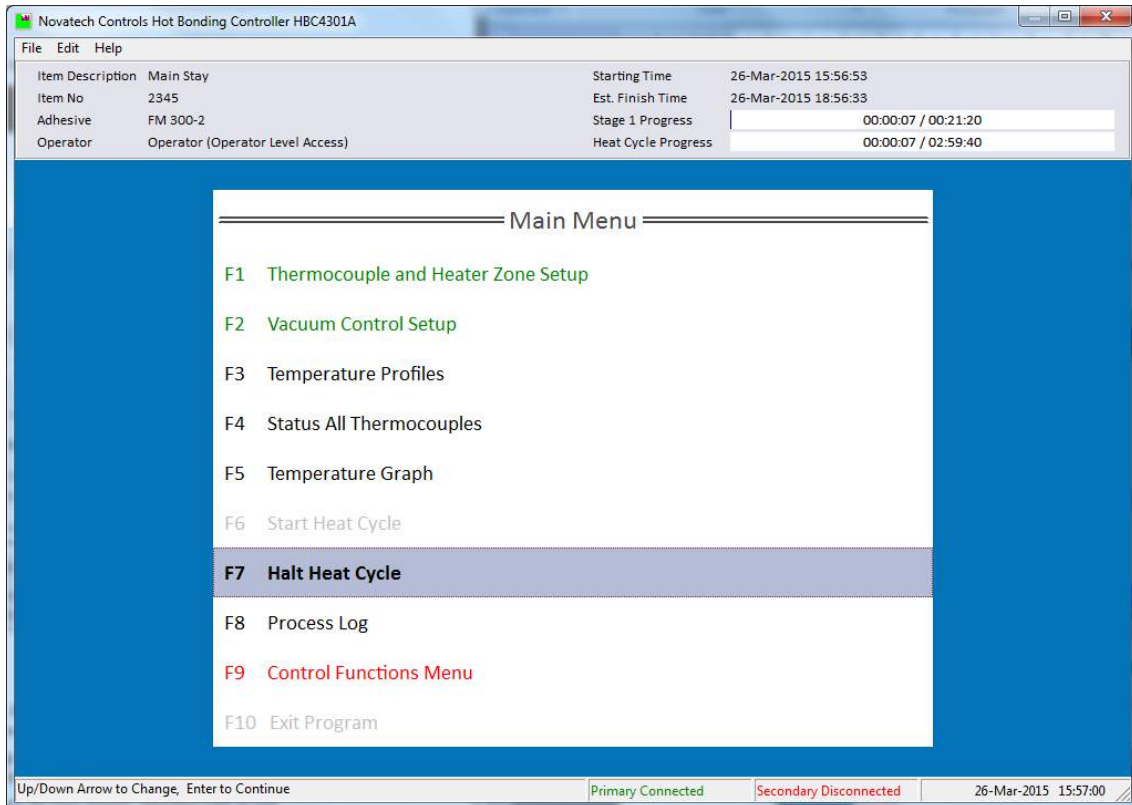 Novatech Controls Hot Bonding Controller HBC4301A
File Edit Help
Item Description Main Stay Starting Time 26-Mar-2015 15:56:53
Item No 2345 Est. Finish Time 26-Mar-2015 18:56:33
Adhesive FM 300-2 Stage 1 Progress 00:00:07 / 00:21:20
Operator Operator (Operator Level Access) Heat Cycle Progress 00:00:07 / 02:59:40
Main Menu
F1 Thermocouple and Heater Zone Setup
F2 Vacuum Control Setup
F3 Temperature Profiles
F4 Status All Thermocouples
F5 Temperature Graph
F6 Start Heat Cycle
F7 Halt Heat Cycle
F8 Process Log
F9 Control Functions Menu
F10 Exit Program
Up/Down Arrow to Change, Enter to Continue Primary Connected Secondary Disconnected 26-Mar-2015 15:57:00